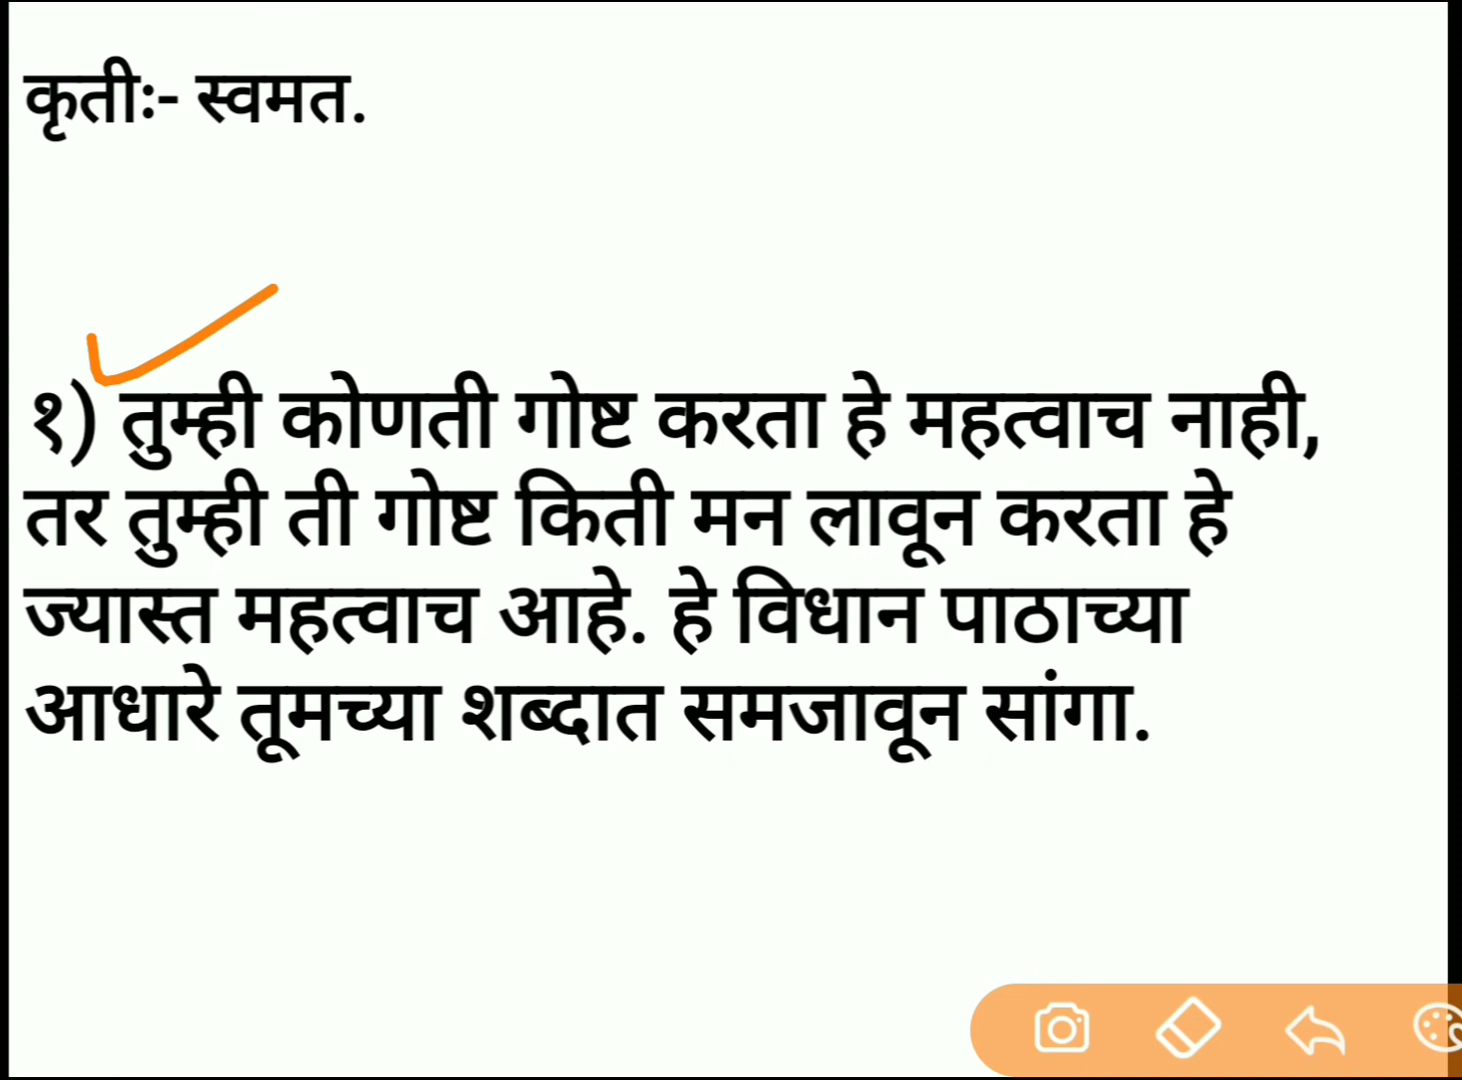 कृतीः- स्वमत.
१) तुम्ही कोणती गोष्ट करता हे महत्वाच नाही,
तर तुम्ही ती गोष्ट किती मन लावून करता हे
ज्यास्त महत्वाच आहे. हे विधान पाठाच्या
आधारे तूमच्या शब्दात समजावून सांगा.